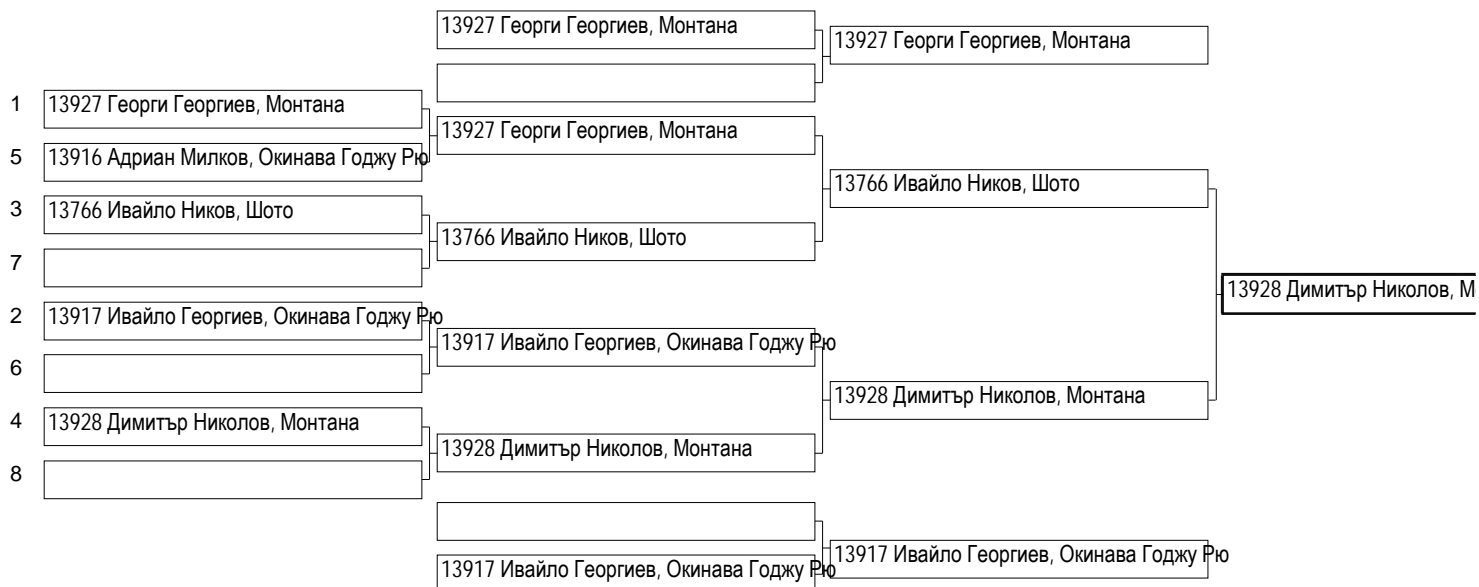 13927 Георги Георгиев, Монтана
13927 Георги Георгиев, Монтана
1 13927 Георги Георгиев, Монтана
13927 Георги Георгиев, Монтана
5 13916 Адриан Милков, Окинава Годжу Рю
13766 Ивайло Ников, Шото
3 13766 Ивайло Ников, Шото
13766 Ивайло Ников, Шото
7
13928 Димитър Николов, М
2 13917 Ивайло Георгиев, Окинава Годжу Рю
13917 Ивайло Георгиев, Окинава Годжу Рю
6
13928 Димитър Николов, Монтана
4 13928 Димитър Николов, Монтана
13928 Димитър Николов, Монтана
8
13917 Ивайло Георгиев, Окинава Годжу Рю
13917 Ивайло Георгиев, Окинава Годжу Рю